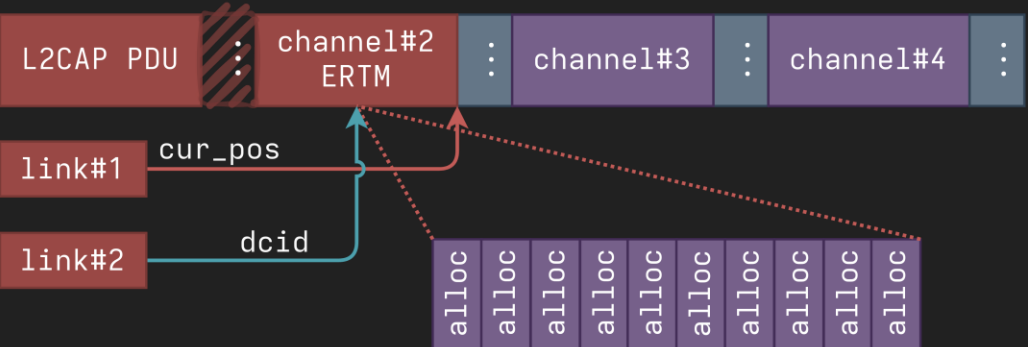 L2CAP PDU
⋮
channel#2
ERTM
⋮
channel#3
⋮
channel#4
⋮
link#1
cur_pos
link#2
dcid
alloc
alloc
alloc
alloc
alloc
alloc
alloc
alloc
alloc
alloc